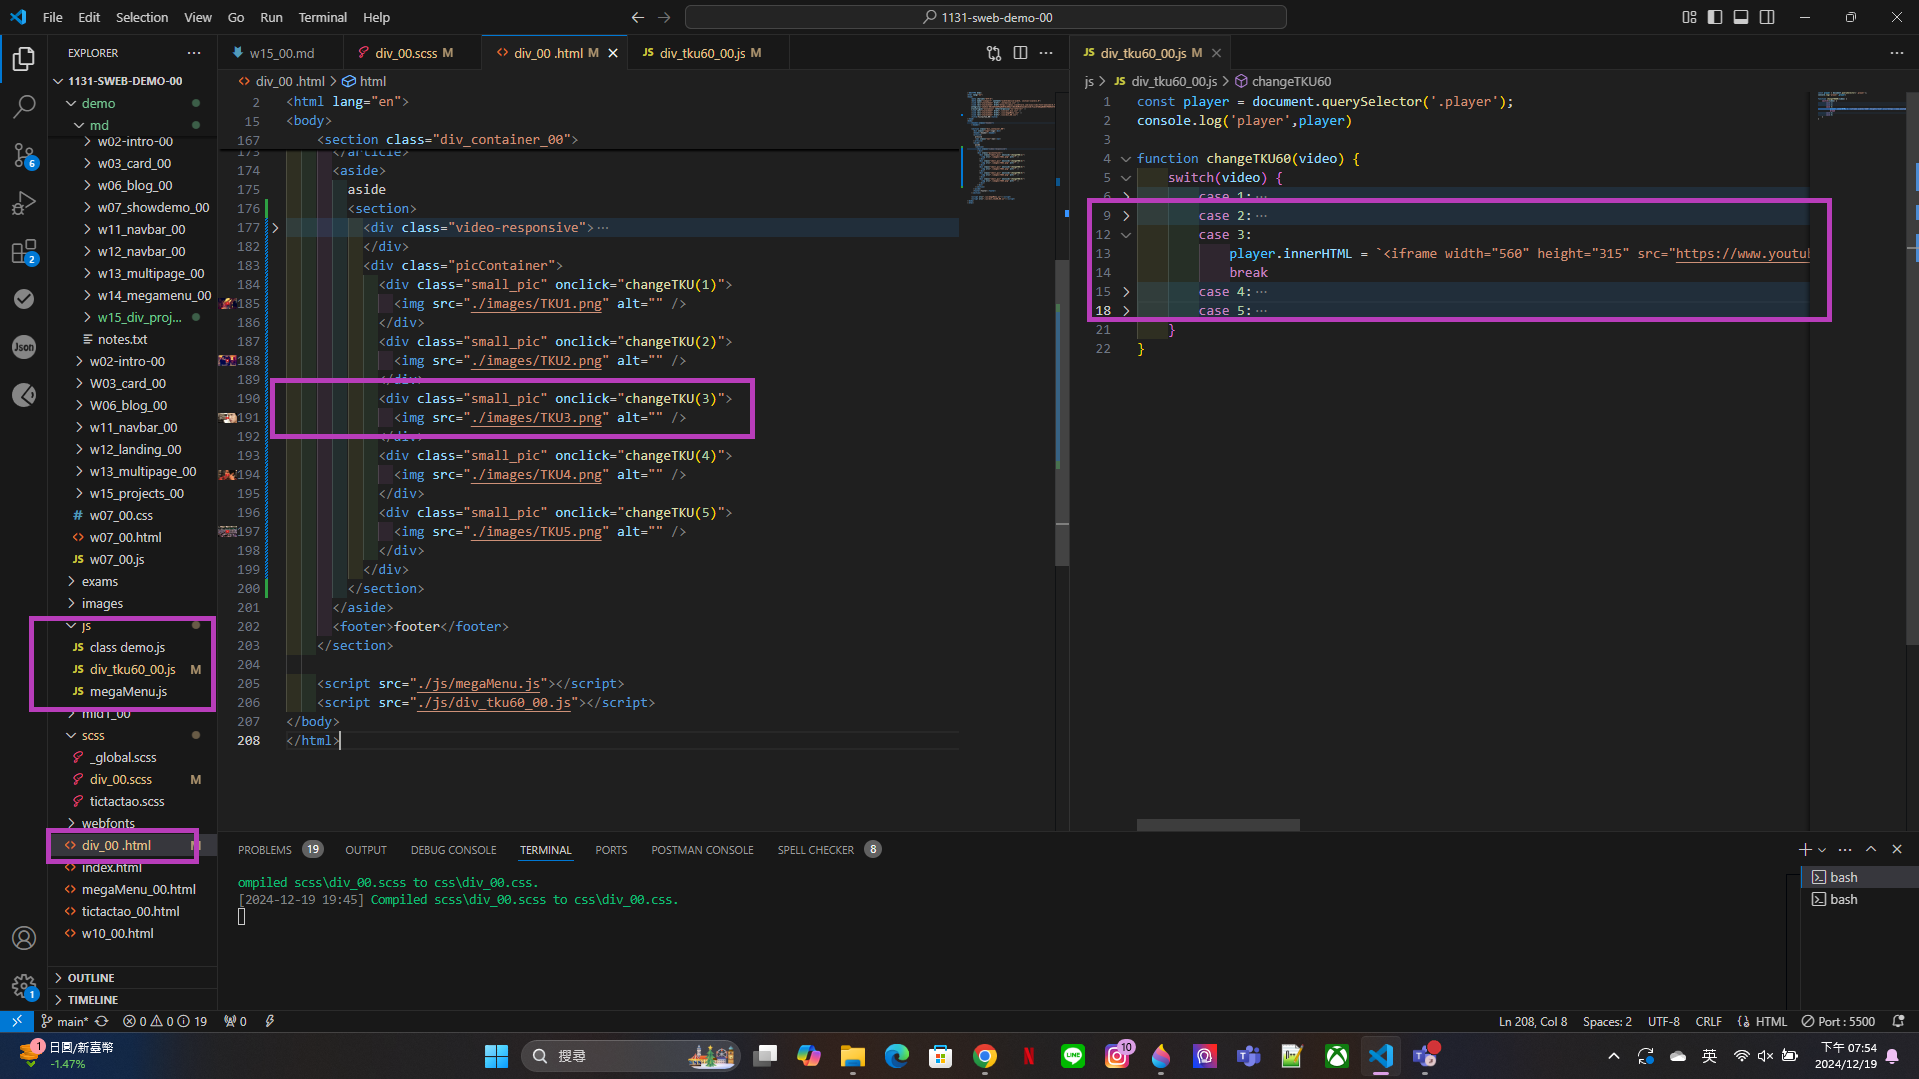 File Edit Selection View Go Run Terminal Help
1131-sweb-demo-00
EXPLORER
1131-SWEB-DEMO-00
demo
md
w02-intro-00
w03_card_00
w06_blog_00
w07_showdemo_00
w11_navbar_00
w12_navbar_00
w13_multipage_00
w14_megamenu_00
w15_div_proj...
notes.txt
w02-intro-00
W03_card_00
W06_blog_00
w11_navbar_00
w12_landing_00
w13_multipage_00
w15_projects_00
w07_00.css
w07_00.html
w07_00.js
exams
images
js
class demo.js
div_tku60_00.js M
megaMenu.js
mid1_00
scss
_global.scss
div_00.scss M
tictactao.scss
webfonts
div_00 .html M
index.html
megaMenu_00.html
tictactao_00.html
w10_00.html
OUTLINE
TIMELINE
w15_00.md
div_00.scss M
div_00 .html M
div_tku60_00.js M
div_00 .html > html
2 <html lang="en">
15 <body>
167 <section class="div_container_00">
173 </article>
174 <aside>
175 aside
176 <section>
177 <div class="video-responsive">...
182 </div>
183 <div class="picContainer">
184 <div class="small_pic" onclick="changeTKU(1)">
185 <img src="./images/TKU1.png" alt="" />
186 </div>
187 <div class="small_pic" onclick="changeTKU(2)">
188 <img src="./images/TKU2.png" alt="" />
189 </div>
190 <div class="small_pic" onclick="changeTKU(3)">
191 <img src="./images/TKU3.png" alt="" />
192 </div>
193 <div class="small_pic" onclick="changeTKU(4)">
194 <img src="./images/TKU4.png" alt="" />
195 </div>
196 <div class="small_pic" onclick="changeTKU(5)">
197 <img src="./images/TKU5.png" alt="" />
198 </div>
199 </div>
200 </section>
201 </aside>
202 <footer>footer</footer>
203 </section>
204
205 <script src="./js/megaMenu.js"></script>
206 <script src="./js/div_tku60_00.js"></script>
207 </body>
208 </html>
div_tku60_00.js M
js > div_tku60_00.js > changeTKU60
1 const player = document.querySelector('.player');
2 console.log('player',player)
3
4 function changeTKU60(video) {
5 switch(video) {
6 case 1:...
9 case 2:...
12 case 3:
13 player.innerHTML = `<iframe width="560" height="315" src="https://www.youtu
14 break
15 case 4:...
18 case 5:...
21 }
22 }
PROBLEMS 19 OUTPUT DEBUG CONSOLE TERMINAL PORTS POSTMAN CONSOLE SPELL CHECKER 8
ompiled scss\div_00.scss to css\div_00.css.
[2024-12-19 19:45] Compiled scss\div_00.scss to css\div_00.css.
bash
bash
6
2
Json
1
main* 0 0 19 0
Ln 208, Col 8 Spaces: 2 UTF-8 CRLF HTML Port : 5500
1 日圓/新臺幣
-1.47%
搜尋
LINE
10
英
下午 07:54
2024/12/19